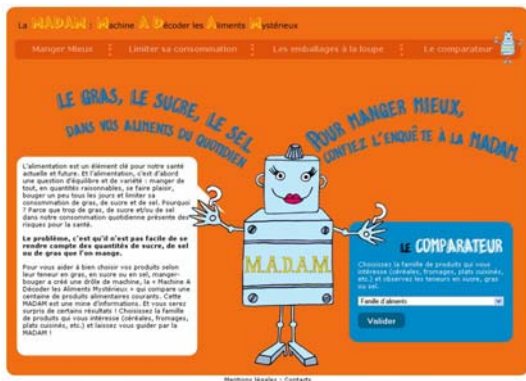 La MADAM : Machine A Décoder les Aliments Mystérieux
Manger Mieux
Limiter sa consommation
Les emballages à la loupe
Le comparateur
LE GRAS, LE SUCRE, LE SEL
DANS VOS ALIMENTS DU QUOTIDIEN
POUR MANGER MIEUX,
CONFIEZ L'ENQUÊTE À LA MADAM
L'alimentation est un élément clé pour notre santé
actuelle et future. Et l'alimentation, c'est d'abord
une question d'équilibre et de variété : manger de
tout, en quantités raisonnables, se faire plaisir,
bouger un peu tous les jours et limiter sa
consommation de gras, de sucre et de sel. Pourquoi
? Parce que trop de gras, de sucre et/ou de sel
dans notre consommation quotidienne présente des
risques pour la santé.
Le problème, c'est qu'il n'est pas facile de se
rendre compte des quantités de sucre, de sel
ou de gras que l'on mange.
Pour vous aider à bien choisir vos produits selon
leur teneur en gras, en sucre ou en sel, manger-
bouger a créé une drôle de machine, la « Machine A
Décoder les Aliments Mystérieux » qui compare une
centaine de produits alimentaires courants. Cette
MADAM est une mine d'informations. Et vous serez
surpris de certains résultats ! Choisissez la famille
de produits qui vous intéresse (céréales, fromages,
plats cuisinés, etc.) et laissez vous guider par la
MADAM !
M.A.D.A.M
LE COMPARATEUR
Choisissez la famille de produits qui vous
intéresse (céréales, fromages, plats cuisinés,
etc.) et observez les teneurs en sucre, gras
ou sel.
Famille d'aliments
Valider
Mentions légales - Contacts